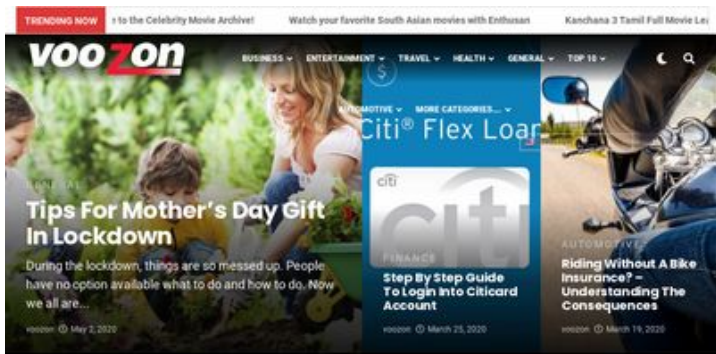 TRENDING NOW
to the Celebrity Movie Archive! Watch your favorite South Asian movies with Enthusan Kanchana 3 Tamil Full Movie
voozon
BUSINESS ENTERTAINMENT TRAVEL HEALTH GENERAL TOP 10
AUTOMOTIVE MORE CATEGORIES...
Citi® Flex Loan
citi
citi
GENERAL
Tips For Mother's Day Gift
In Lockdown
During the lockdown, things are so messed up. People
have no option available what to do and how to do. Now
we all are...
voozon May 2, 2020
FINANCE
Step By Step Guide
To Login Into Citicard
Account
voozon March 25, 2020
AUTOMOTIVE
Riding Without A Bike
Insurance? –
Understanding The
Consequences
voozon March 19, 2020